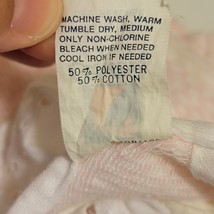 MACHINE WASH, WARM
TUMBLE DRY, MEDIUM
ONLY NON-CHLORINE
BLEACH WHEN NEEDED
COOL IRON IF NEEDED
50% POLYESTER
50% COTTON